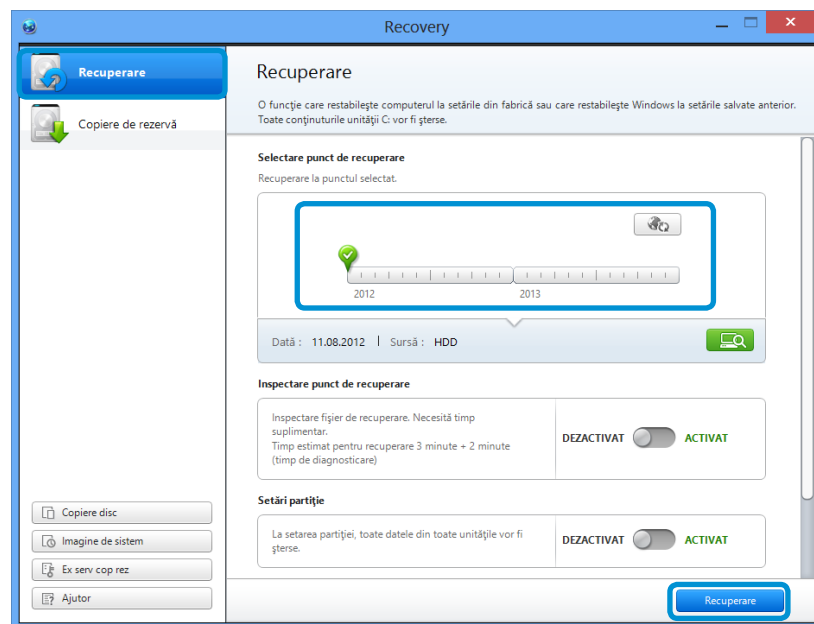 Recovery
Recuperare
Copiere de rezervă
Copiere disc
Imagine de sistem
Ex serv cop rez
Ajutor
Recuperare
O funcţie care restabileşte computerul la setările din fabrică sau care restabileşte Windows la setările salvate anterior.
Toate conţinuturile unităţii C: vor fi şterse.
Selectare punct de recuperare
Recuperare la punctul selectat.
2012 2013
Dată : 11.08.2012 | Sursă : HDD
Inspectare punct de recuperare
Inspectare fişier de recuperare. Necesită timp
suplimentar.
Timp estimat pentru recuperare 3 minute + 2 minute
(timp de diagnosticare)
DEZACTIVAT ACTIVAT
Setări partiţie
La setarea partiţiei, toate datele din toate unităţile vor fi
şterse.
DEZACTIVAT ACTIVAT
Recuperare